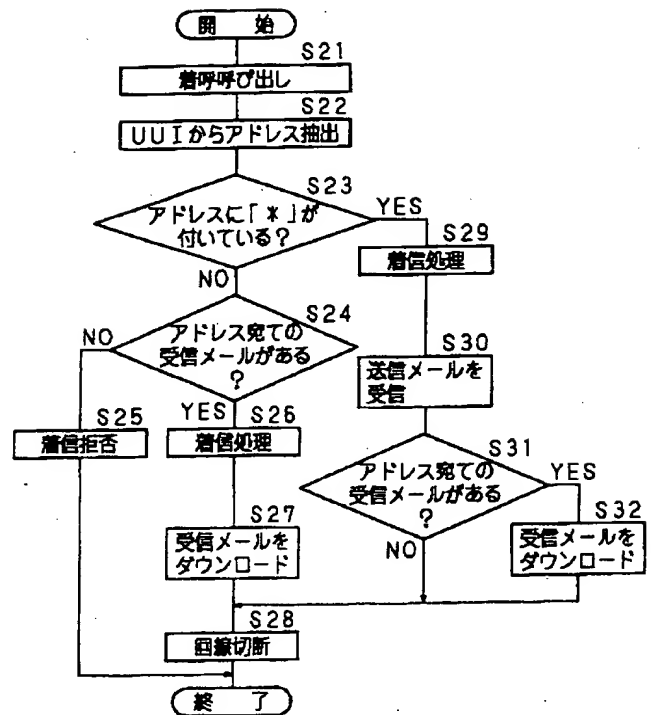 開 始
S21
着呼呼び出し
S22
UUIからアドレス抽出
S23
アドレスに「*」が
付いている?
YES
NO
S29
着信処理
S24
アドレス宛ての
受信メールがある
?
NO
YES
S30
送信メールを
受信
S25
着信拒否
S26
着信処理
S31
アドレス宛ての
受信メールがある
?
YES
NO
S27
受信メールを
ダウンロード
S32
受信メールを
ダウンロード
S28
回線切断
終 了